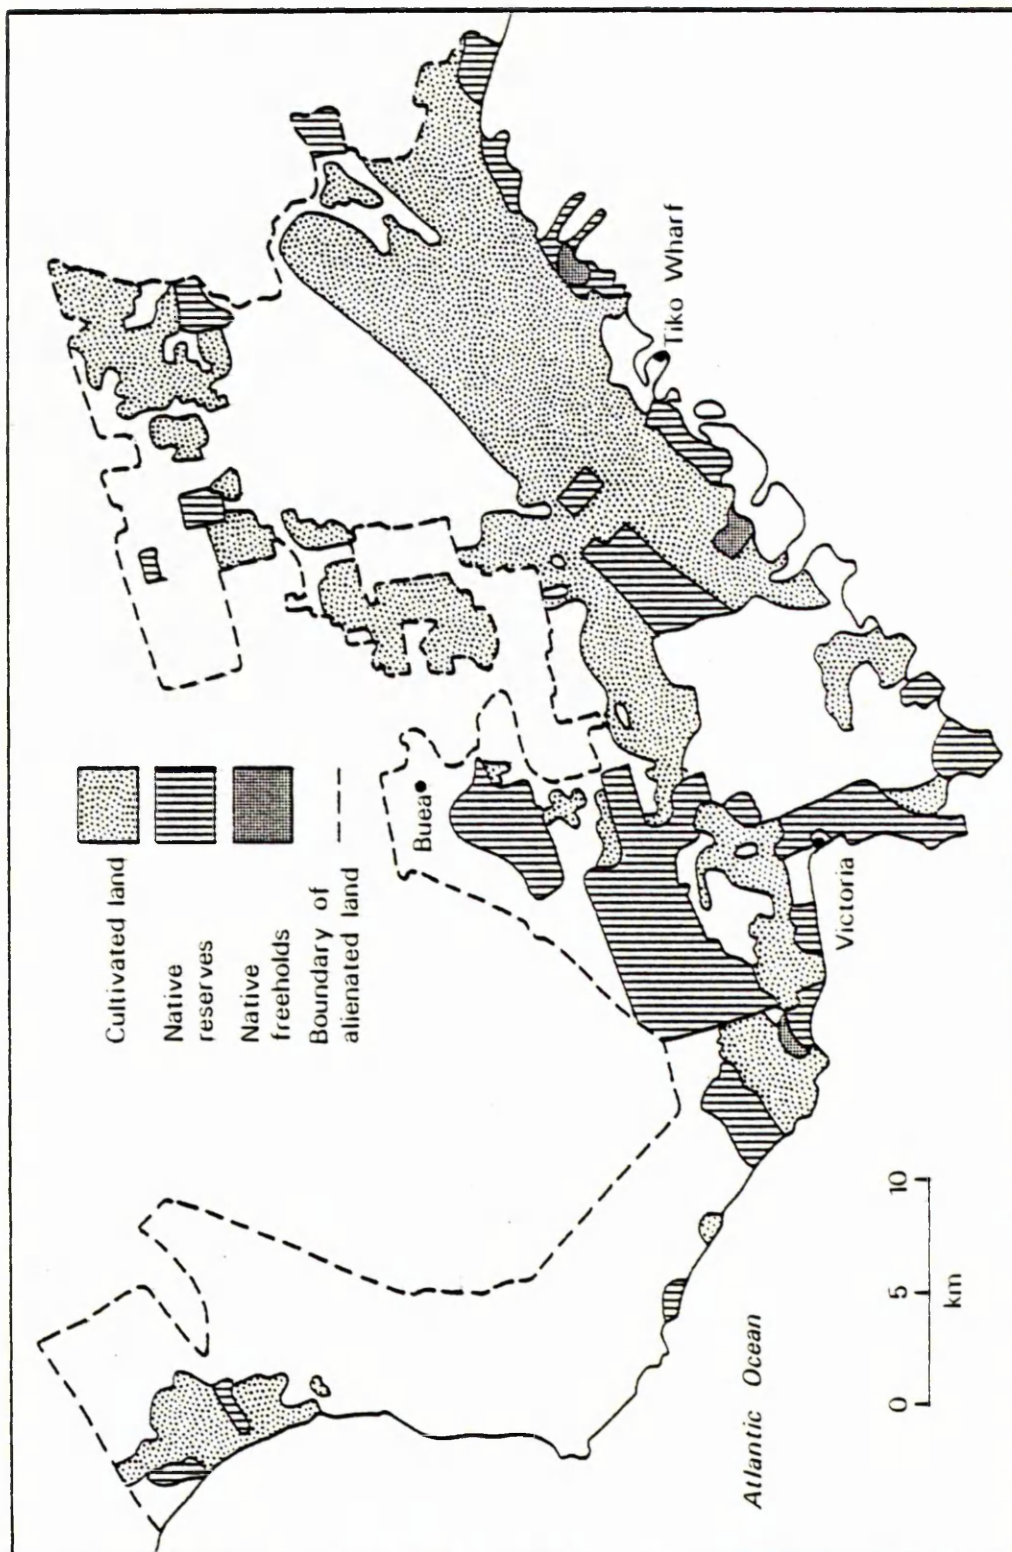 Cultivated land
Native
reserves
Native
freeholds
Boundary of
alienated land
Buea
Tiko Wharf
Victoria
Atlantic Ocean
0 5 10
km